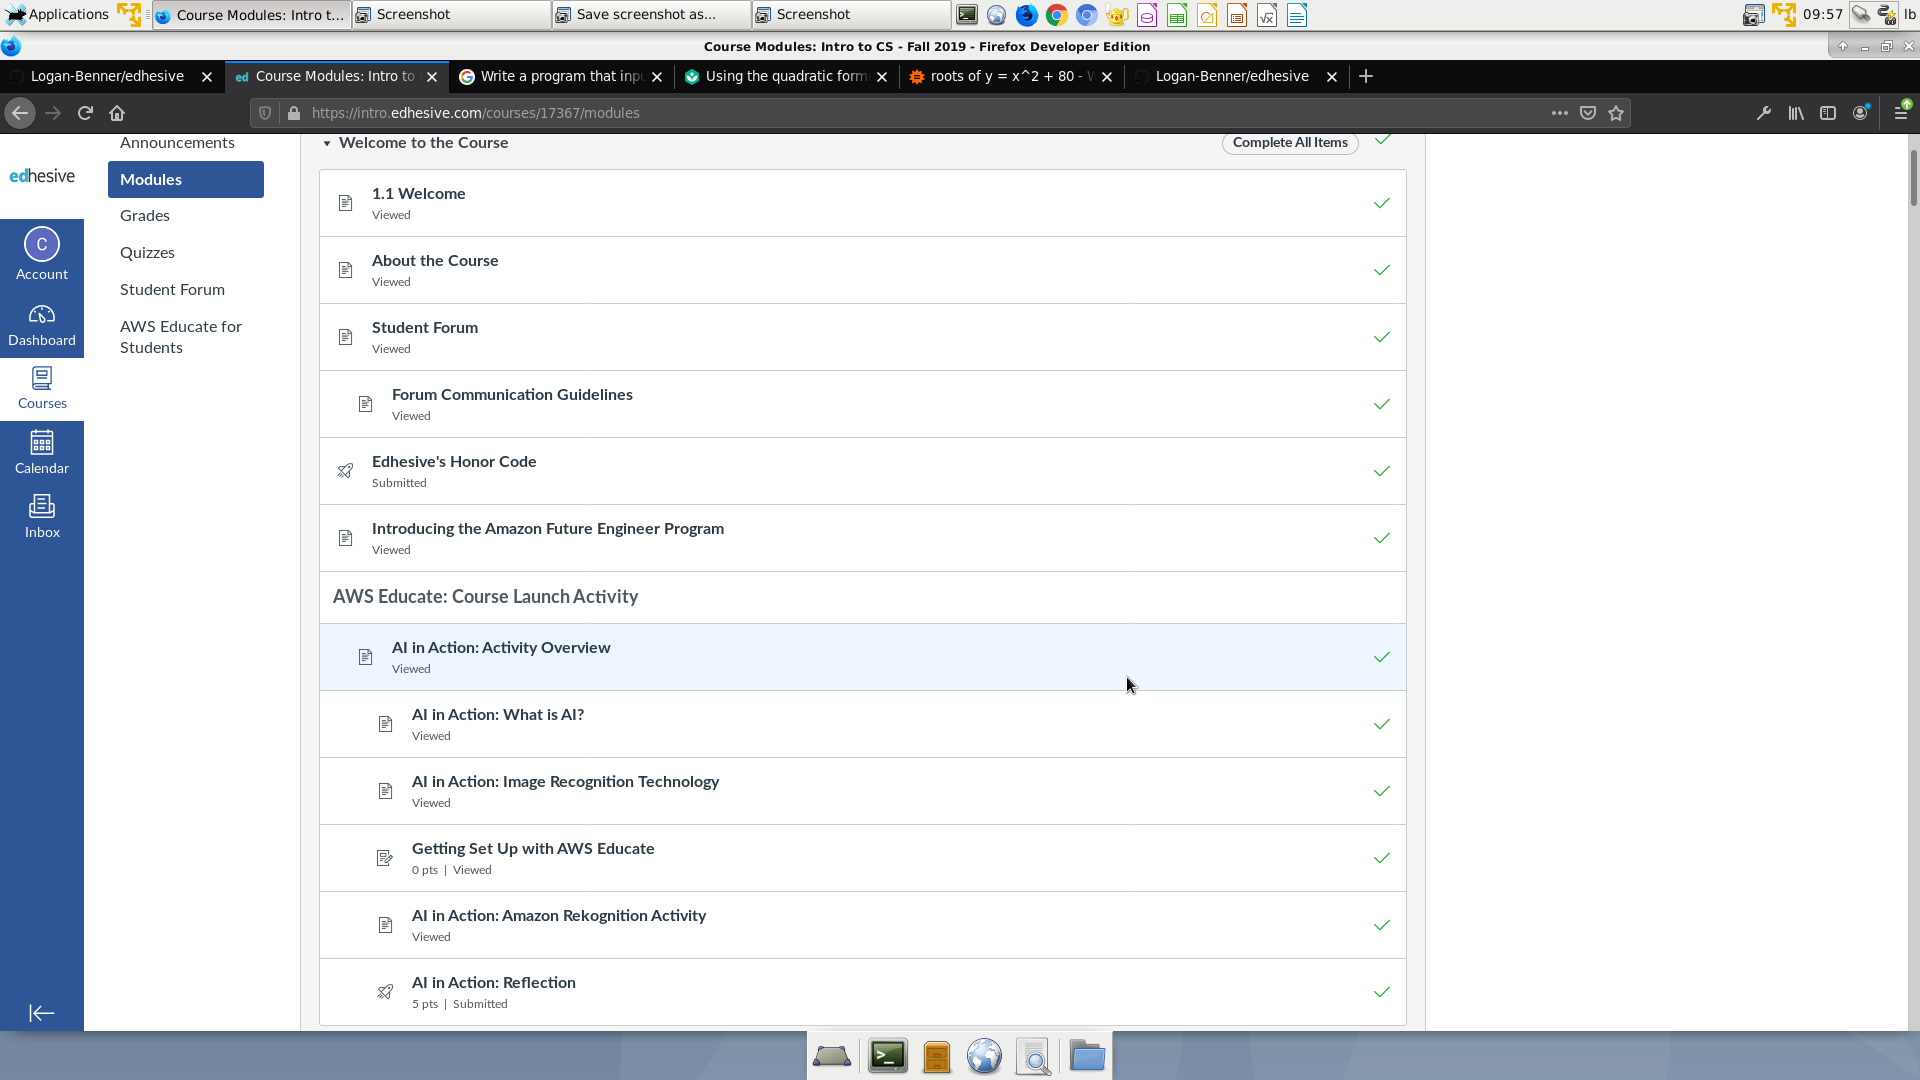 Applications
Course Modules: Intro t...
Screenshot
Save screenshot as...
Screenshot
09:57
lb
Course Modules: Intro to CS - Fall 2019 - Firefox Developer Edition
Logan-Benner/edhesive
Course Modules: Intro to
Write a program that inpu
Using the quadratic form
roots of y = x^2 + 80 - W
Logan-Benner/edhesive
https://intro.edhesive.com/courses/17367/modules
edhesive
C
Account
Dashboard
Courses
Calendar
Inbox
Announcements
Modules
Grades
Quizzes
Student Forum
AWS Educate for
Students
Welcome to the Course
Complete All Items
1.1 Welcome
Viewed
About the Course
Viewed
Student Forum
Viewed
Forum Communication Guidelines
Viewed
Edhesive's Honor Code
Submitted
Introducing the Amazon Future Engineer Program
Viewed
AWS Educate: Course Launch Activity
AI in Action: Activity Overview
Viewed
AI in Action: What is AI?
Viewed
AI in Action: Image Recognition Technology
Viewed
Getting Set Up with AWS Educate
0 pts | Viewed
AI in Action: Amazon Rekognition Activity
Viewed
AI in Action: Reflection
5 pts | Submitted